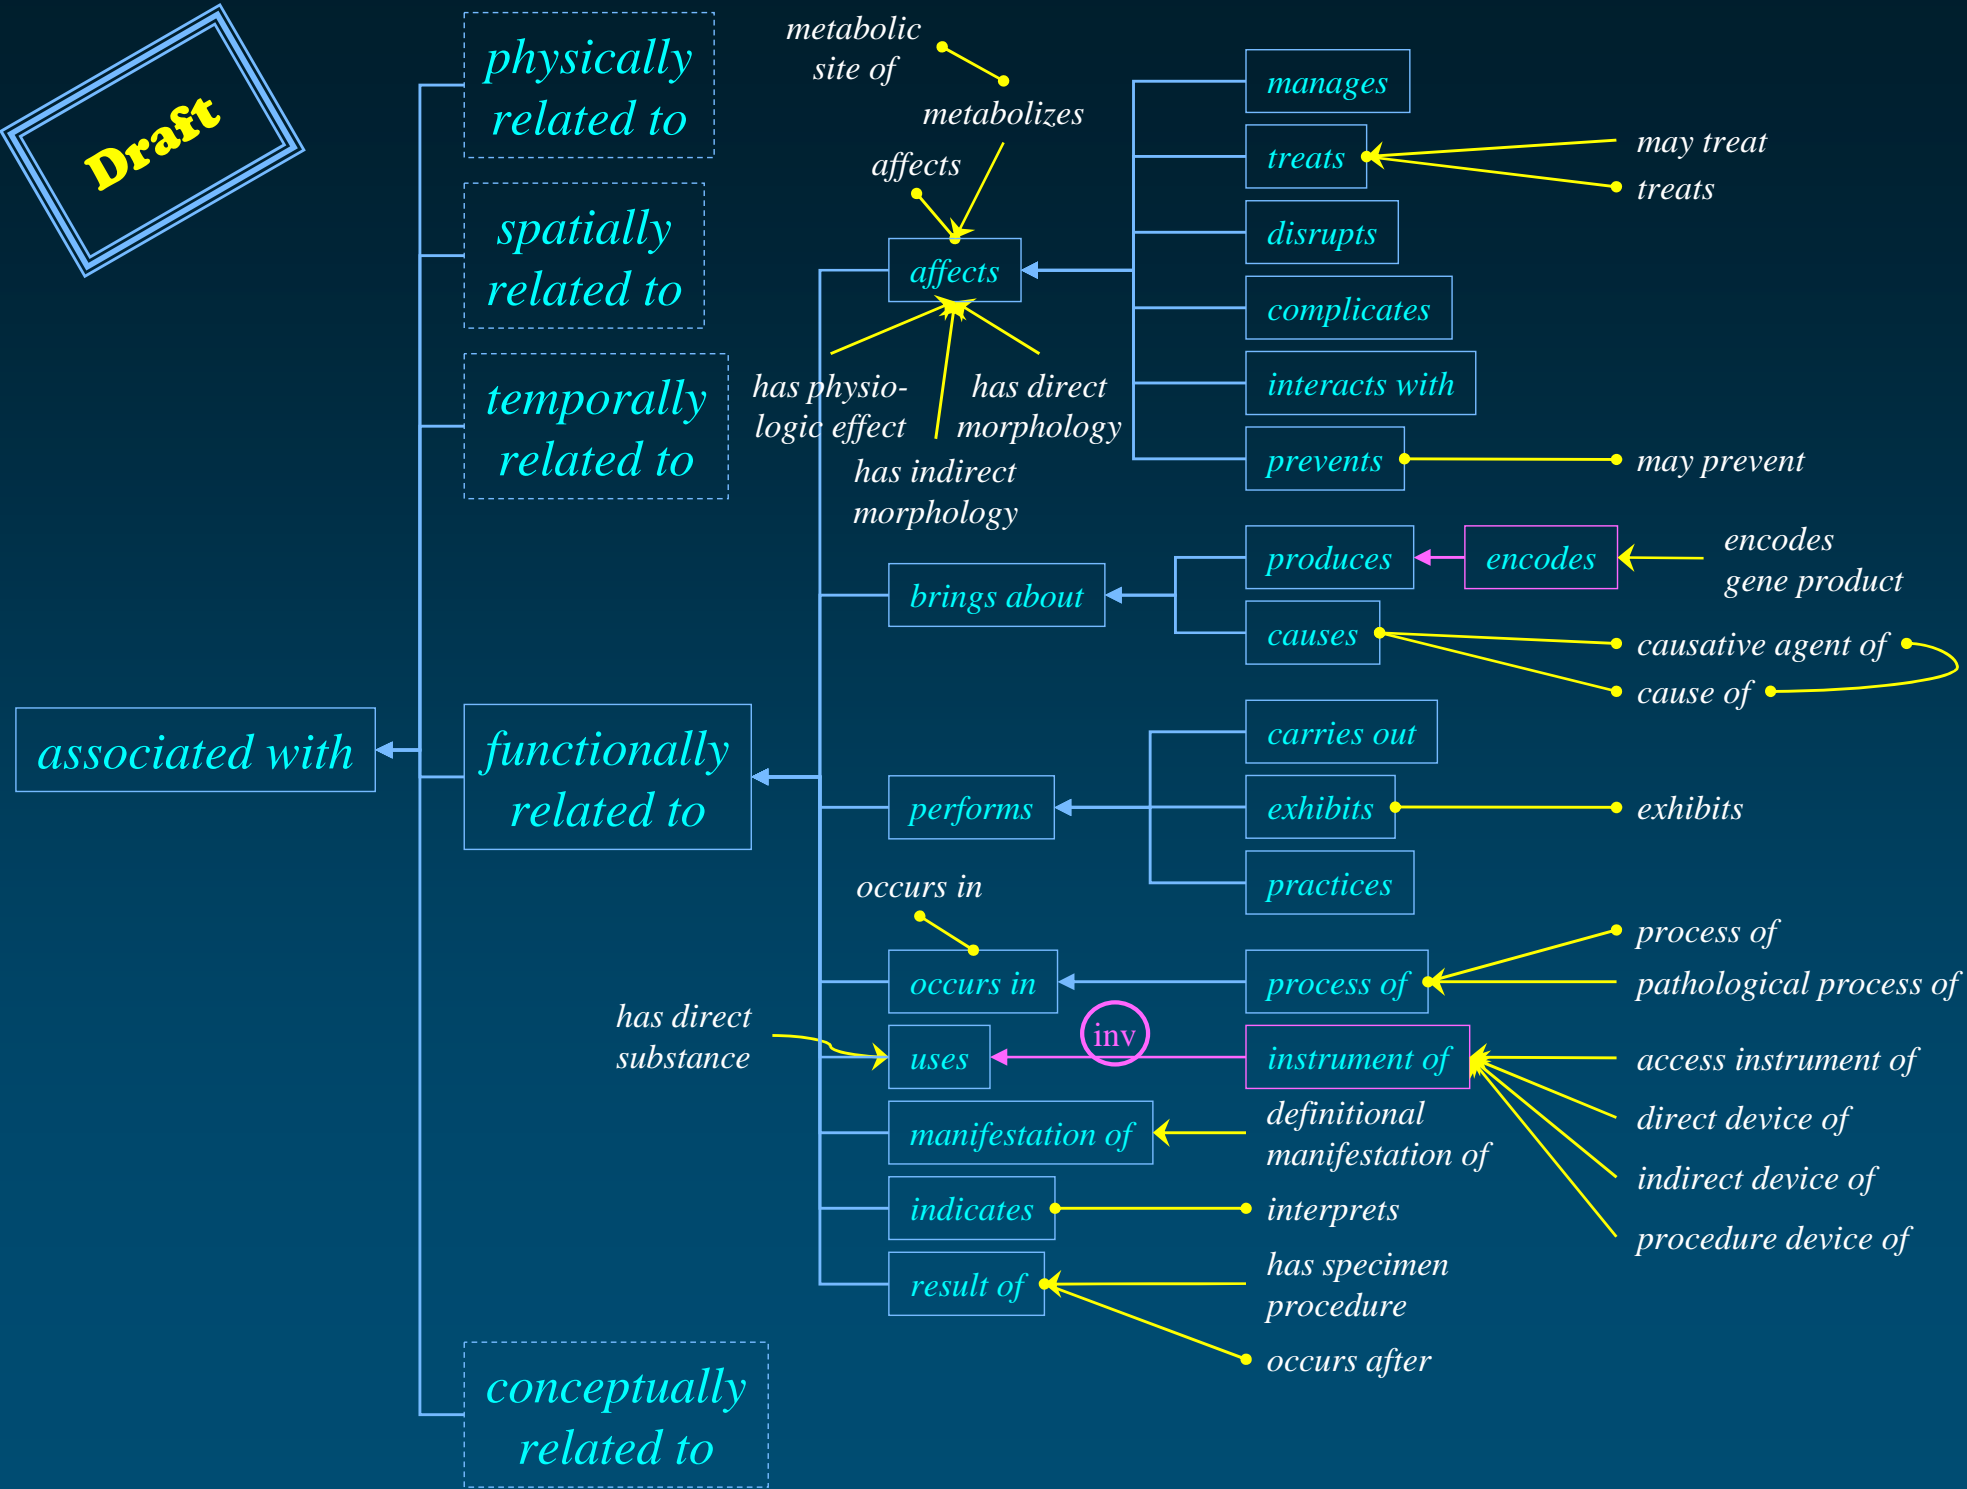 Draft
physically
related to
spatially
related to
temporally
related to
associated with
functionally
related to
conceptually
related to
metabolic
site of
metabolizes
affects
affects
has physio-
logic effect
has direct
morphology
has indirect
morphology
manages
treats
may treat
treats
disrupts
complicates
interacts with
prevents
may prevent
brings about
produces
encodes
encodes
gene product
causes
causative agent of
cause of
performs
carries out
exhibits
exhibits
practices
occurs in
occurs in
process of
process of
pathological process of
has direct
substance
uses
inv
instrument of
access instrument of
direct device of
indirect device of
procedure device of
manifestation of
definitional
manifestation of
indicates
interprets
result of
has specimen
procedure
occurs after